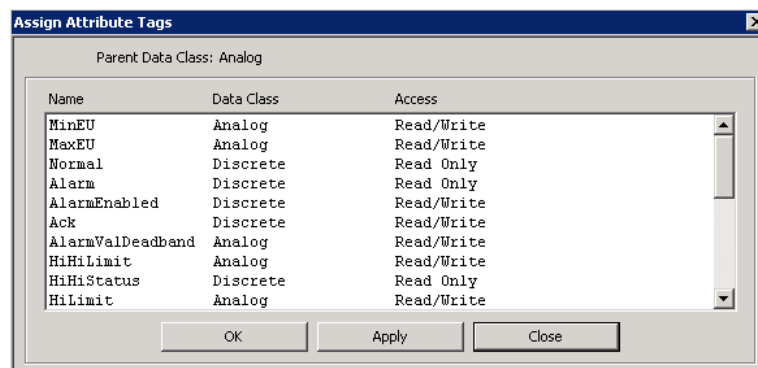 Assign Attribute Tags
Parent Data Class: Analog
Name Data Class Access
MinEU Analog Read/Write
MaxEU Analog Read/Write
Normal Discrete Read Only
Alarm Discrete Read Only
AlarmEnabled Discrete Read/Write
Ack Discrete Read/Write
AlarmValDeadband Analog Read/Write
HiHiLimit Analog Read/Write
HiHiStatus Discrete Read Only
HiLimit Analog Read/Write
OK Apply Close